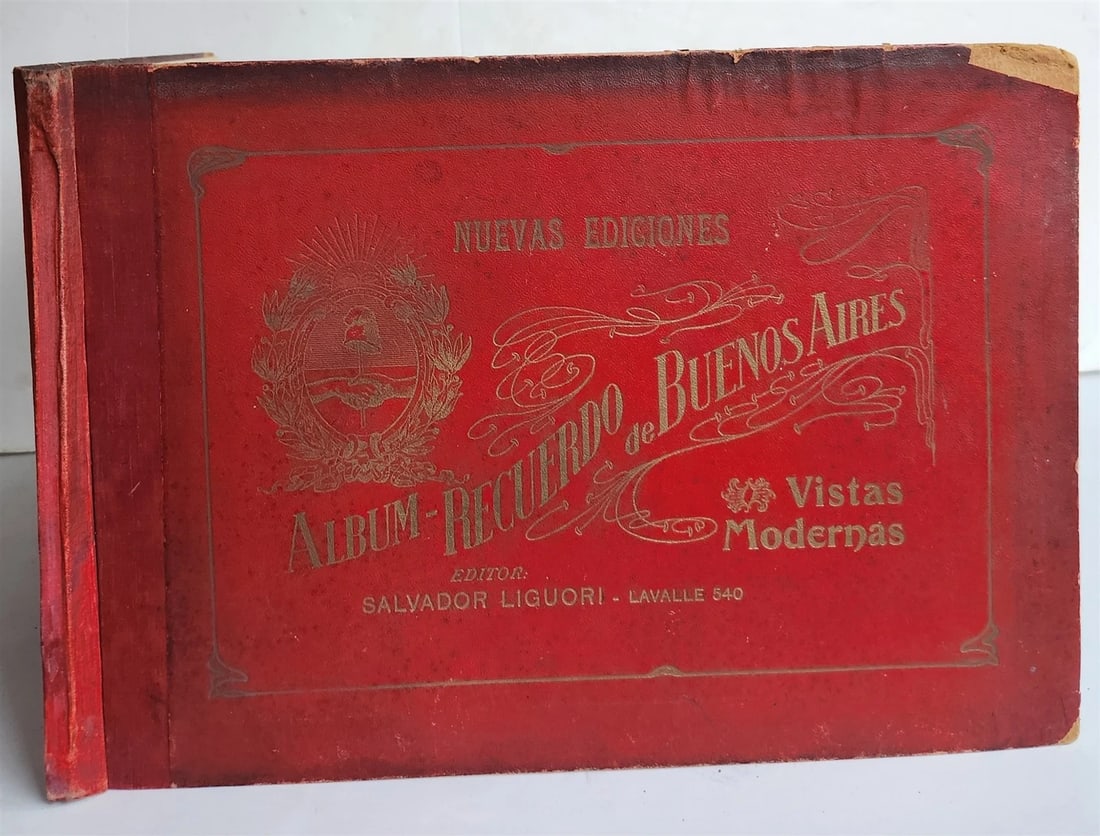 NUEVAS EDICIONES
ALBUM-RECUERDO de BUENOS AIRES
Vistas
Modernas
EDITOR:
SALVADOR LIGUORI - LAVALLE 540